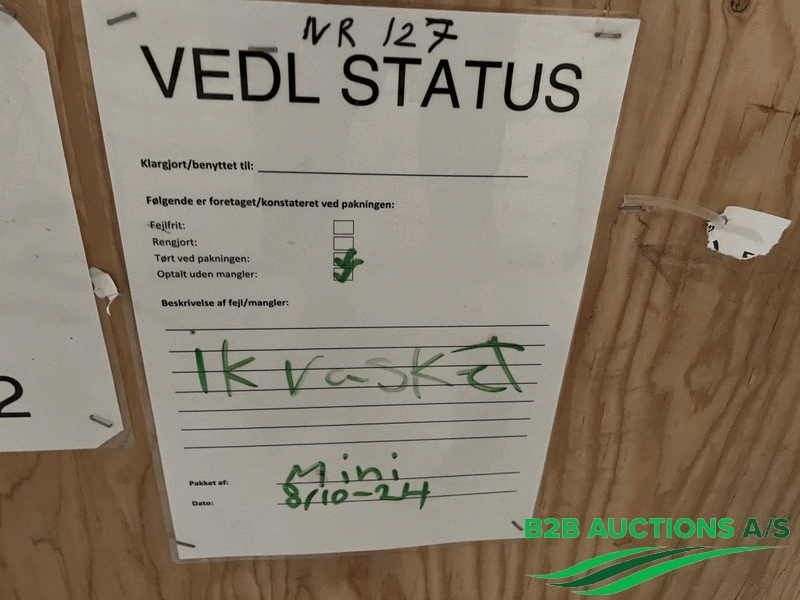 NR 127
VEDL STATUS
Klargjort/benyttet til:
Følgende er foretaget/konstateret ved pakningen:
Fejlfrit:
Rengjort:
Tørt ved pakningen:
Optalt uden mangler:
Beskrivelse af fejl/mangler:
ik vasket
Pakket af: Mini
Dato: 8/10-24
2
B2B AUCTIONS A/S